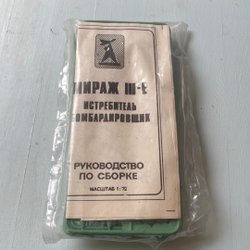 МИРАЖ III-Е
ИСТРЕБИТЕЛЬ
БОМБАРДИРОВЩИК
РУКОВОДСТВО
ПО СБОРКЕ
МАСШТАБ 1:72